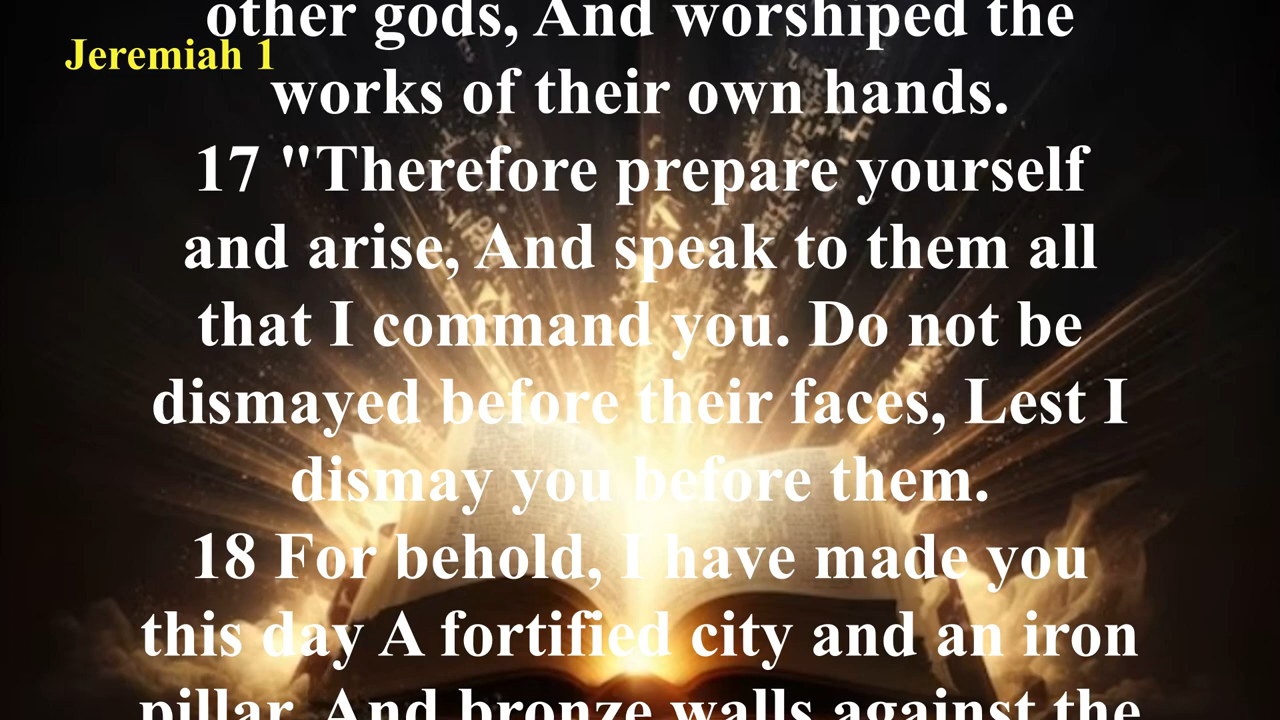 other gods, And worshiped the
Jeremiah 1
works of their own hands.
17 "Therefore prepare yourself
and arise, And speak to them all
that I command you. Do not be
dismayed before their faces, Lest I
dismay you before them.
18 For behold, I have made you
this day A fortified city and an iron
pillar, And bronze walls against the